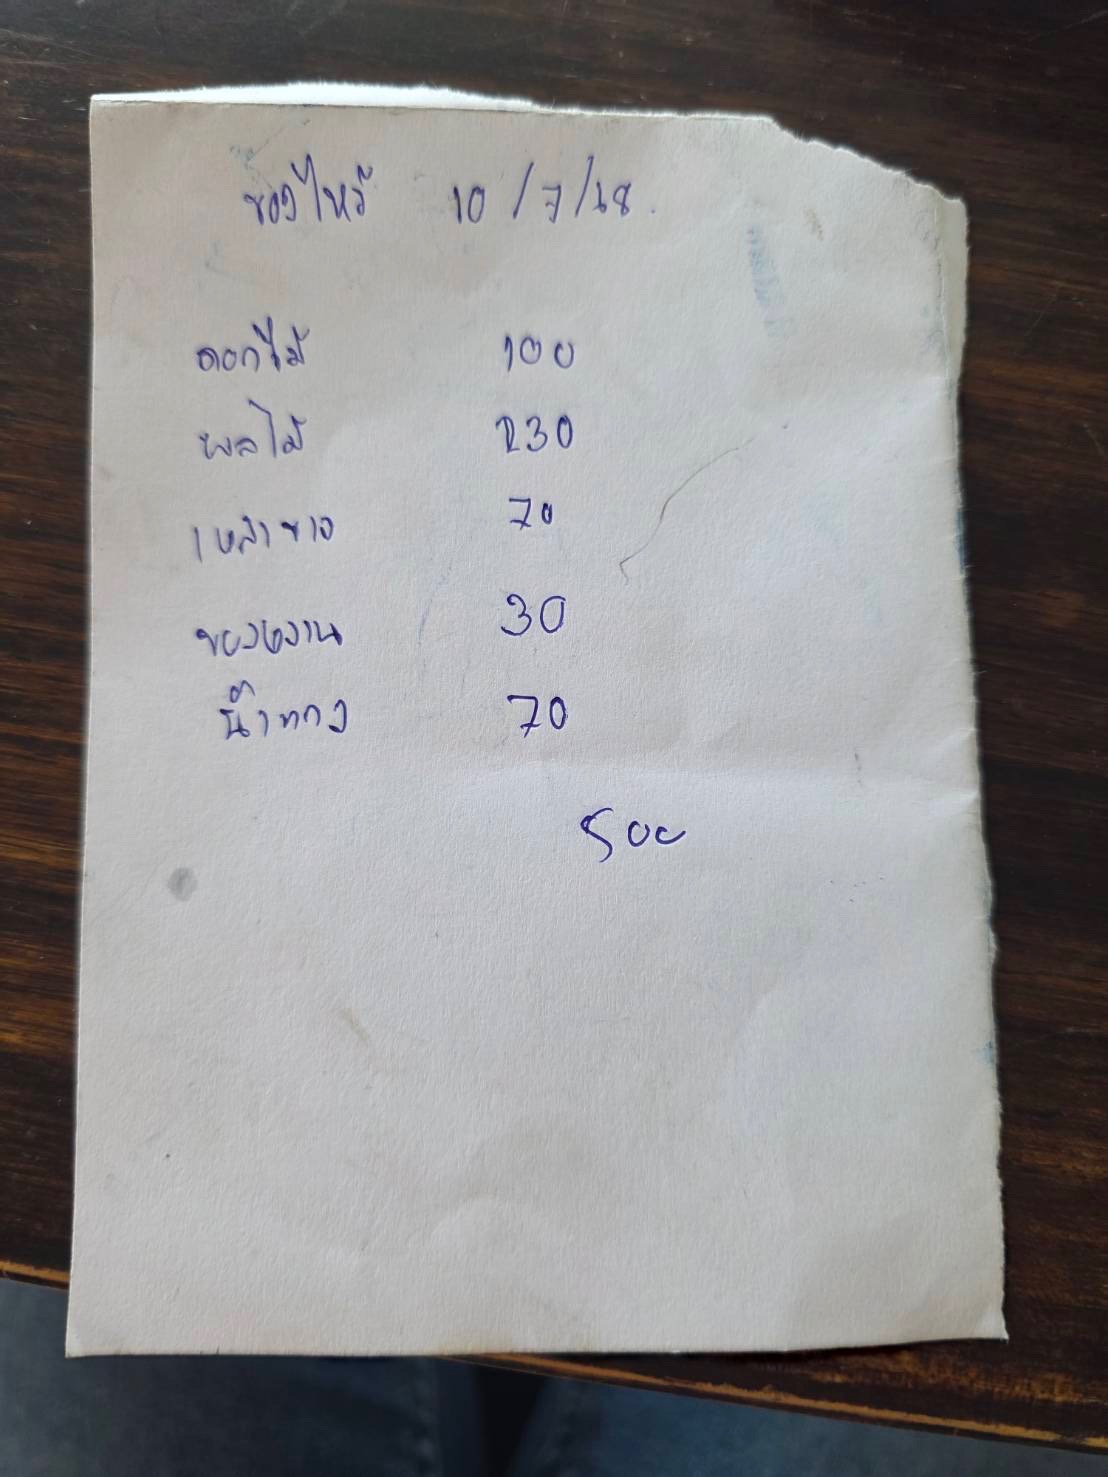 ของไหว้ 10/7/68.
ดอกไม้ 100
ผลไม้ 230
เหล้าขาว 70
ของหวาน 30
น้ำแดง 70
500